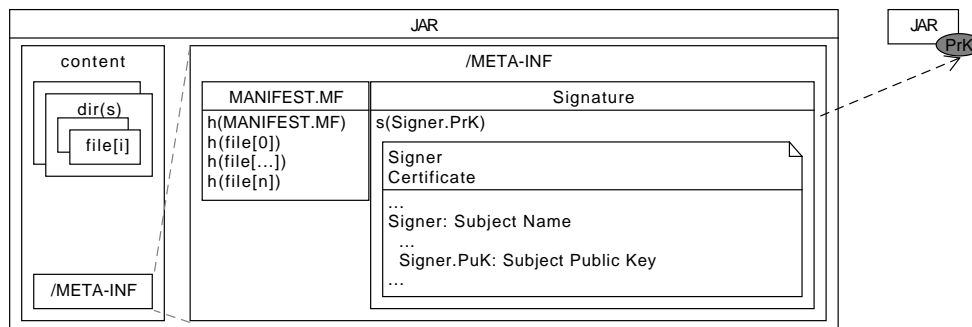 JAR
JAR
PrK
content
/META-INF
dir(s)
file[i]
/META-INF
MANIFEST.MF
h(MANIFEST.MF)
h(file[0])
h(file[...])
h(file[n])
Signature
s(Signer.PrK)
Signer
Certificate
...
Signer: Subject Name
...
Signer.PuK: Subject Public Key
...